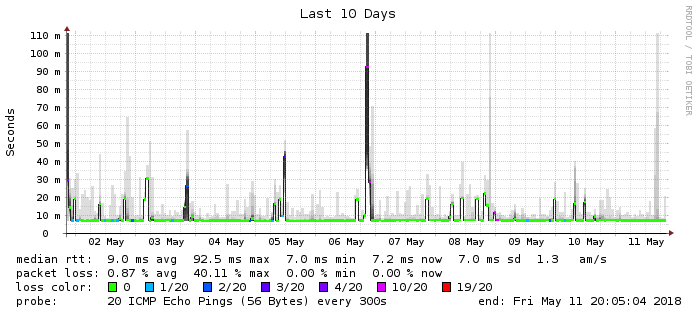 Last 10 Days
RRDTOOL / TOBI OETIKER
Seconds
110 m
100 m
90 m
80 m
70 m
60 m
50 m
40 m
30 m
20 m
10 m
0
02 May 03 May 04 May 05 May 06 May 07 May 08 May 09 May 10 May 11 May
median rtt: 9.0 ms avg 92.5 ms max 7.0 ms min 7.2 ms now 7.0 ms sd 1.3 am/s
packet loss: 0.87 % avg 40.11 % max 0.00 % min 0.00 % now
loss color: 0 1/20 2/20 3/20 4/20 10/20 19/20
probe: 20 ICMP Echo Pings (56 Bytes) every 300s end: Fri May 11 20:05:04 2018